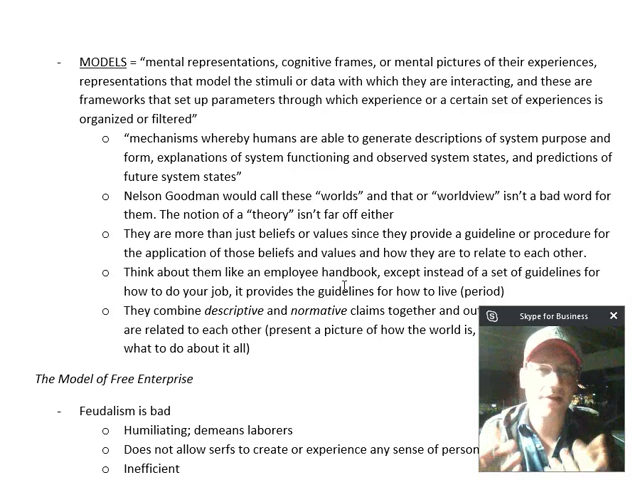 - MODELS = “mental representations, cognitive frames, or mental pictures of their experiences,
representations that model the stimuli or data with which they are interacting, and these are
frameworks that set up parameters through which experience or a certain set of experiences is
organized or filtered”
o “mechanisms whereby humans are able to generate descriptions of system purpose and
form, explanations of system functioning and observed system states, and predictions of
future system states”
o Nelson Goodman would call these “worlds” and that or “worldview” isn’t a bad word for
them. The notion of a “theory” isn’t far off either
o They are more than just beliefs or values since they provide a guideline or procedure for
the application of those beliefs and values and how they are to relate to each other.
o Think about them like an employee handbook, except instead of a set of guidelines for
how to do your job, it provides the guidelines for how to live (period)
o They combine descriptive and normative claims together and ou
are related to each other (present a picture of how the world is,
what to do about it all)
Skype for Business
The Model of Free Enterprise
- Feudalism is bad
o Humiliating; demeans laborers
o Does not allow serfs to create or experience any sense of person
o Inefficient